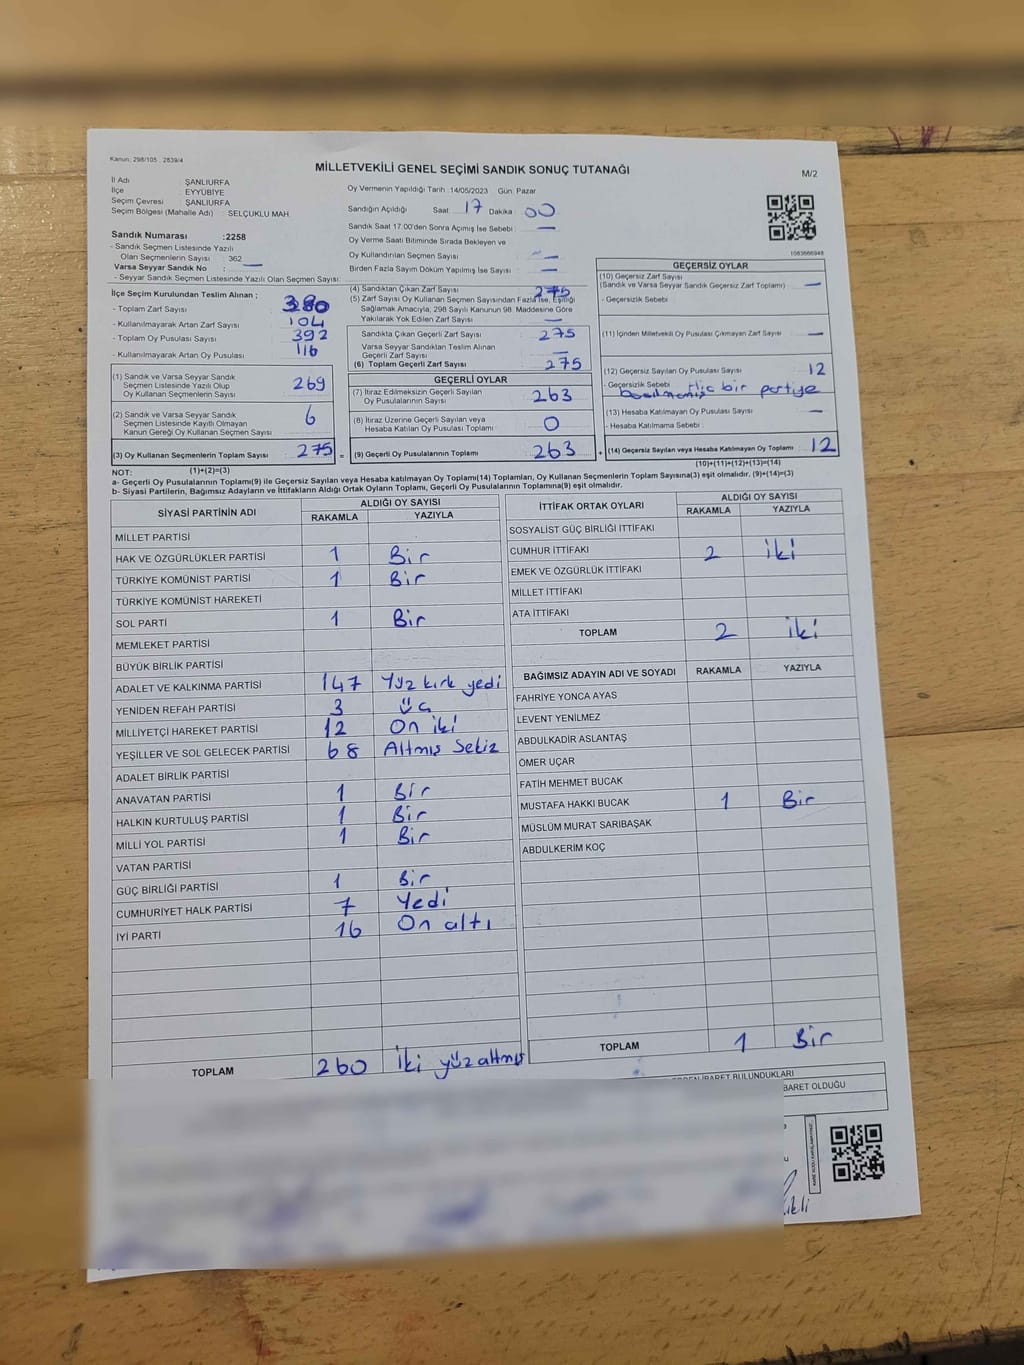 Kanun: 298/105 . 2839/4
MİLLETVEKİLİ GENEL SEÇİMİ SANDIK SONUÇ TUTANAĞI
M/2
İl Adı ŞANLIURFA
İlçe EYYÜBİYE
Seçim Çevresi ŞANLIURFA
Seçim Bölgesi (Mahalle Adı) SELÇUKLU MAH.
Oy Vermenin Yapıldığı Tarih :14/05/2023 Gün: Pazar
Sandığın Açıldığı Saat: 17 Dakika : 00
Sandık Saat 17.00'den Sonra Açımış İse Sebebi : —
Oy Verme Saati Bitiminde Sırada Bekleyen ve
Oy Kullandırılan Seçmen Sayısı : —
Birden Fazla Sayım Döküm Yapılmış İse Sayısı : —
Sandık Numarası :2258
- Sandık Seçmen Listesinde Yazılı
Olan Seçmenlerin Sayısı : 362
Varsa Seyyar Sandık No : —
- Seyyar Sandık Seçmen Listesinde Yazılı Olan Seçmen Sayısı:
İlçe Seçim Kurulundan Teslim Alınan ;
- Toplam Zarf Sayısı : 380
- Kullanılmayarak Artan Zarf Sayısı : 104
- Toplam Oy Pusulası Sayısı : 392
- Kullanılmayarak Artan Oy Pusulası 116
(1) Sandık ve Varsa Seyyar Sandık
Seçmen Listesinde Yazılı Olup
Oy Kullanan Seçmenlerin Sayısı 269
(2) Sandık ve Varsa Seyyar Sandık
Seçmen Listesinde Kayıtlı Olmayan
Kanun Gereği Oy Kullanan Seçmen Sayısı 6
(3) Oy Kullanan Seçmenlerin Toplam Sayısı 275 =
(4) Sandıktan Çıkan Zarf Sayısı : 275
(5) Zarf Sayısı Oy Kullanan Seçmen Sayısından Fazla İse, Eşitliği
Sağlamak Amacıyla, 298 Sayılı Kanunun 98. Maddesine Göre
Yakılarak Yok Edilen Zarf Sayısı : —
Sandıkta Çıkan Geçerli Zarf Sayısı : 275
Varsa Seyyar Sandıktan Teslim Alınan
Geçerli Zarf Sayısı : —
(6) Toplam Geçerli Zarf Sayısı : 275
GEÇERLİ OYLAR
(7) İtiraz Edilmeksizin Geçerli Sayılan
Oy Pusulalarının Sayısı 263
(8) İtiraz Üzerine Geçerli Sayılan veya
Hesaba Katılan Oy Pusulası Toplamı 0
(9) Geçerli Oy Pusulalarının Toplamı 263 +
1083666948
GEÇERSİZ OYLAR
(10) Geçersiz Zarf Sayısı
(Sandık ve Varsa Seyyar Sandık Geçersiz Zarf Toplamı) : —
- Geçersizlik Sebebi :
(11) İçinden Milletvekili Oy Pusulası Çıkmayan Zarf Sayısı : —
(12) Geçersiz Sayılan Oy Pusulası Sayısı : 12
- Geçersizlik Sebebi : Hiç bir partiye
basılmamış
(13) Hesaba Katılmayan Oy Pusulası Sayısı : —
- Hesaba Katılmama Sebebi :
(14) Geçersiz Sayılan veya Hesaba Katılmayan Oy Toplamı 12
NOT: (1)+(2)=(3) (10)+(11)+(12)+(13)=(14)
a- Geçerli Oy Pusulalarının Toplamı(9) ile Geçersiz Sayılan veya Hesaba Katılmayan Oy Toplamı(14) Toplamları, Oy Kullanan Seçmenlerin Toplam Sayısına(3) eşit olmalıdır. (9)+(14)=(3)
b- Siyasi Partilerin, Bağımsız Adayların ve İttifakların Aldığı Ortak Oyların Toplamı, Geçerli Oy Pusulalarının Toplamına(9) eşit olmalıdır.
SİYASİ PARTİNİN ADI ALDIĞI OY SAYISI
RAKAMLA YAZIYLA
MİLLET PARTİSİ
HAK VE ÖZGÜRLÜKLER PARTİSİ 1 Bir
TÜRKİYE KOMÜNİST PARTİSİ 1 Bir
TÜRKİYE KOMÜNİST HAREKETİ
SOL PARTİ 1 Bir
MEMLEKET PARTİSİ
BÜYÜK BİRLİK PARTİSİ
ADALET VE KALKINMA PARTİSİ 147 Yüz kırk yedi
YENİDEN REFAH PARTİSİ 3 Üç
MİLLİYETÇİ HAREKET PARTİSİ 12 On iki
YEŞİLLER VE SOL GELECEK PARTİSİ 68 Altmış Sekiz
ADALET BİRLİK PARTİSİ
ANAVATAN PARTİSİ 1 Bir
HALKIN KURTULUŞ PARTİSİ 1 Bir
MİLLİ YOL PARTİSİ 1 Bir
VATAN PARTİSİ
GÜÇ BİRLİĞİ PARTİSİ 1 Bir
CUMHURİYET HALK PARTİSİ 7 Yedi
İYİ PARTİ 16 On altı
TOPLAM 260 İki yüz altmış
İTTİFAK ORTAK OYLARI ALDIĞI OY SAYISI
RAKAMLA YAZIYLA
SOSYALİST GÜÇ BİRLİĞİ İTTİFAKI
CUMHUR İTTİFAKI 2 iki
EMEK VE ÖZGÜRLÜK İTTİFAKI
MİLLET İTTİFAKI
ATA İTTİFAKI
TOPLAM 2 iki
BAĞIMSIZ ADAYIN ADI VE SOYADI RAKAMLA YAZIYLA
FAHRİYE YONCA AYAS
LEVENT YENİLMEZ
ABDULKADİR ASLANTAŞ
ÖMER UÇAR
FATİH MEHMET BUCAK
MUSTAFA HAKKI BUCAK 1 Bir
MÜSLÜM MURAT SARIBAŞAK
ABDULKERİM KOÇ
TOPLAM 1 Bir
BULUNDUKLARI
BARET OLDUĞU